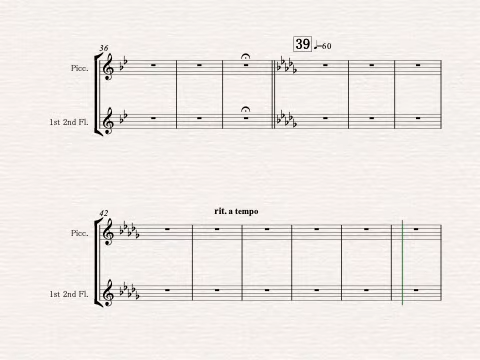 39 ♩=60
36
Picc.
1st 2nd Fl.
rit. a tempo
42
Picc.
1st 2nd Fl.